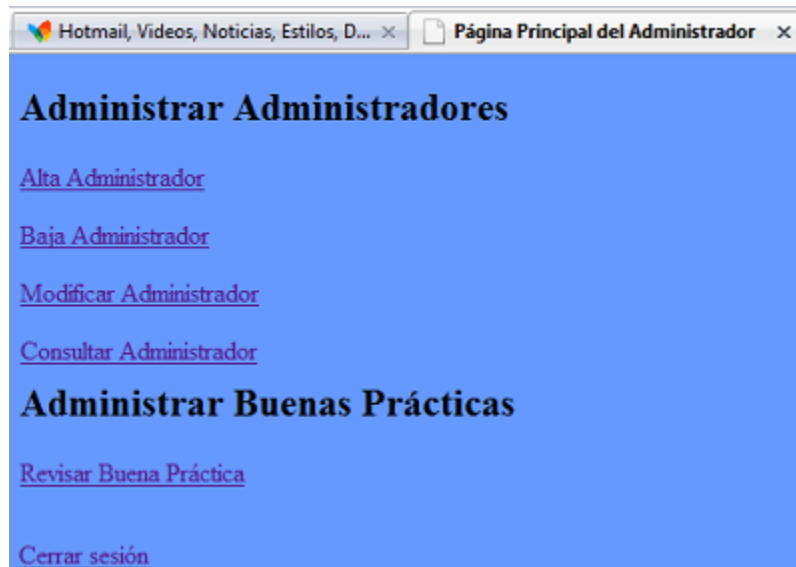 Hotmail, Videos, Noticias, Estilos, D... ×
Página Principal del Administrador ×
Administrar Administradores
Alta Administrador
Baja Administrador
Modificar Administrador
Consultar Administrador
Administrar Buenas Prácticas
Revisar Buena Práctica
Cerrar sesión